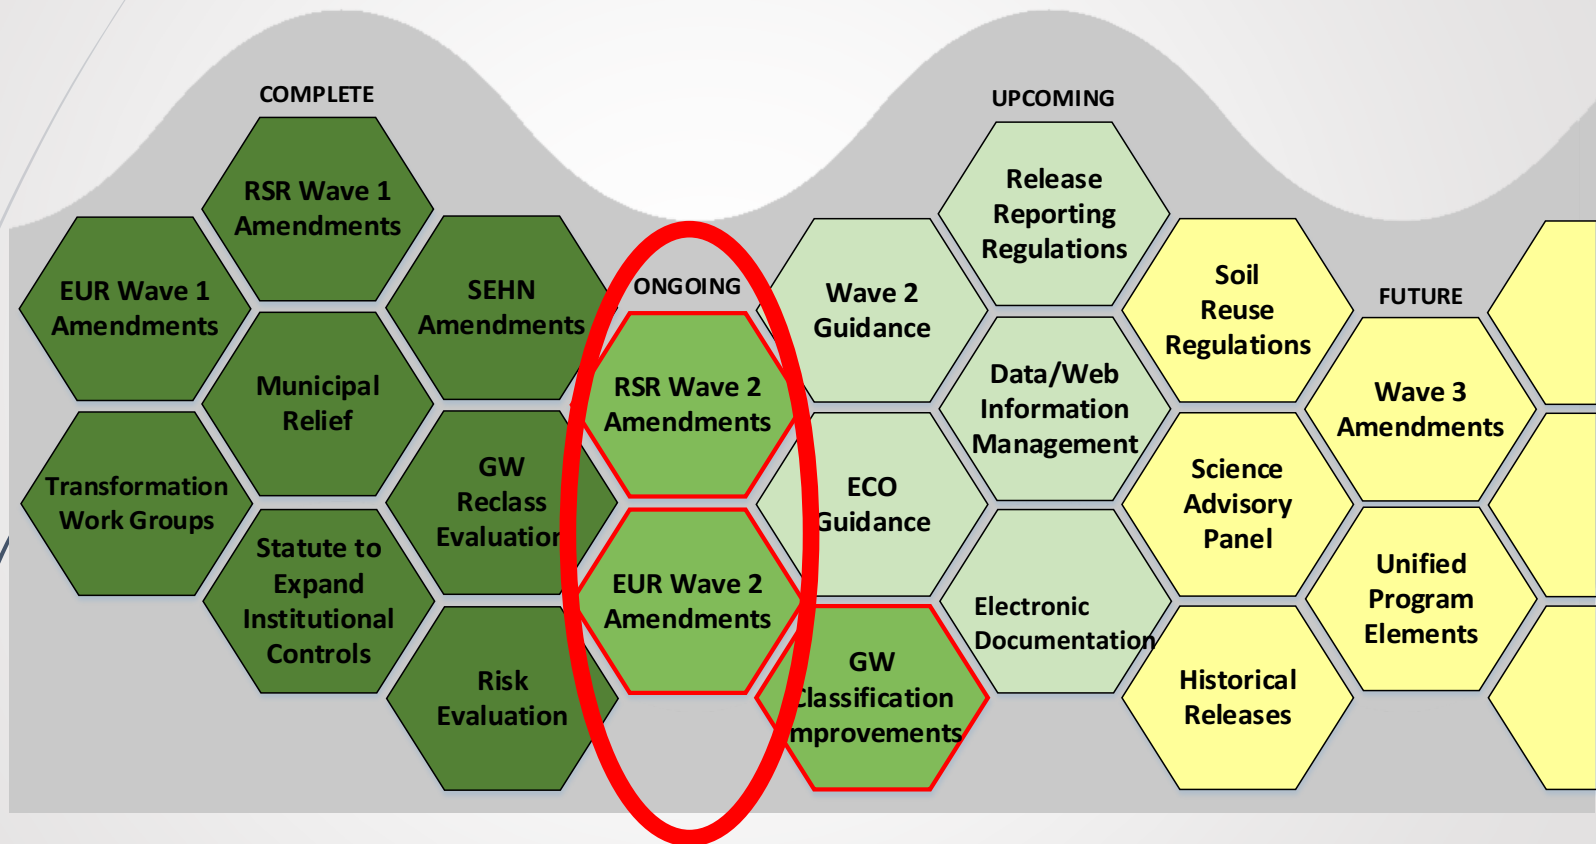 COMPLETE
RSR Wave 1
Amendments
EUR Wave 1
Amendments
SEHN
Amendments
Municipal
Relief
Transformation
Work Groups
GW
Reclass
Evaluation
Statute to
Expand
Institutional
Controls
Risk
Evaluation
ONGOING
RSR Wave 2
Amendments
EUR Wave 2
Amendments
UPCOMING
Release
Reporting
Regulations
Wave 2
Guidance
Data/Web
Information
Management
ECO
Guidance
Electronic
Documentation
GW
Classification
Improvements
Soil
Reuse
Regulations
Science
Advisory
Panel
Historical
Releases
FUTURE
Wave 3
Amendments
Unified
Program
Elements